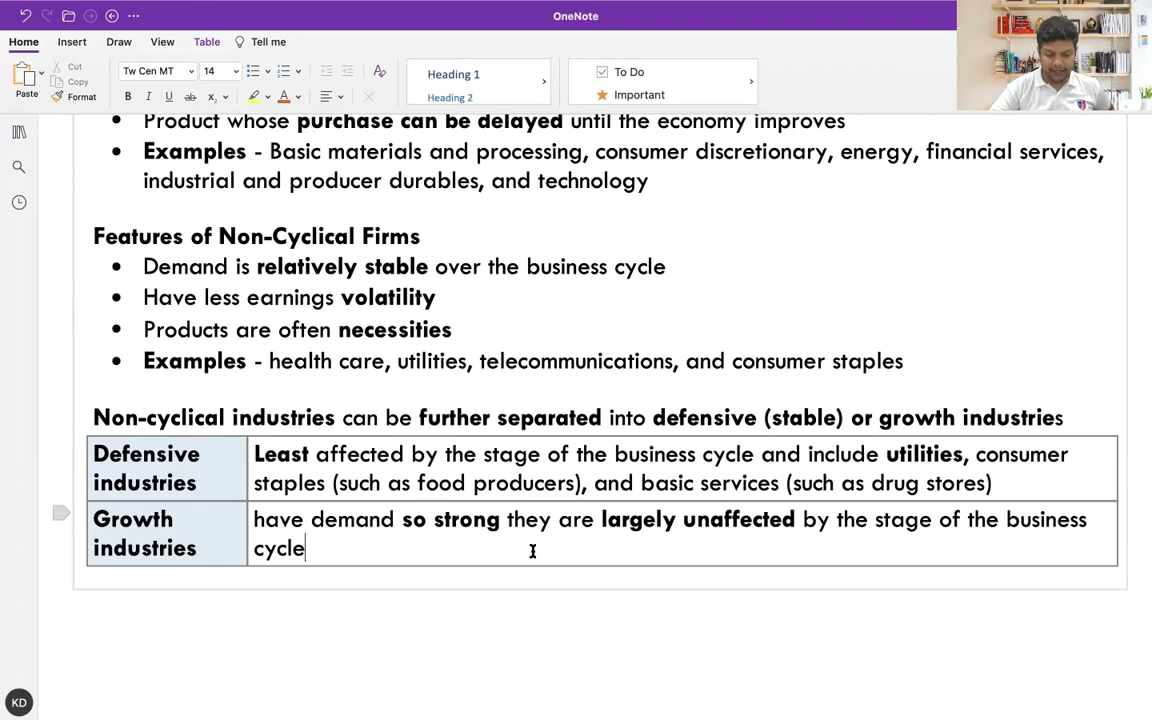 OneNote
Home Insert Draw View Table Tell me
Paste
Cut
Copy
Format
Tw Cen MT 14
B I U ab x₂ A
Heading 1
Heading 2
To Do
Important
• Product whose purchase can be delayed until the economy improves
• Examples - Basic materials and processing, consumer discretionary, energy, financial services,
industrial and producer durables, and technology
Features of Non-Cyclical Firms
• Demand is relatively stable over the business cycle
• Have less earnings volatility
• Products are often necessities
• Examples - health care, utilities, telecommunications, and consumer staples
Non-cyclical industries can be further separated into defensive (stable) or growth industries
Defensive
industries
Least affected by the stage of the business cycle and include utilities, consumer
staples (such as food producers), and basic services (such as drug stores)
Growth
industries
have demand so strong they are largely unaffected by the stage of the business
cycle
KD